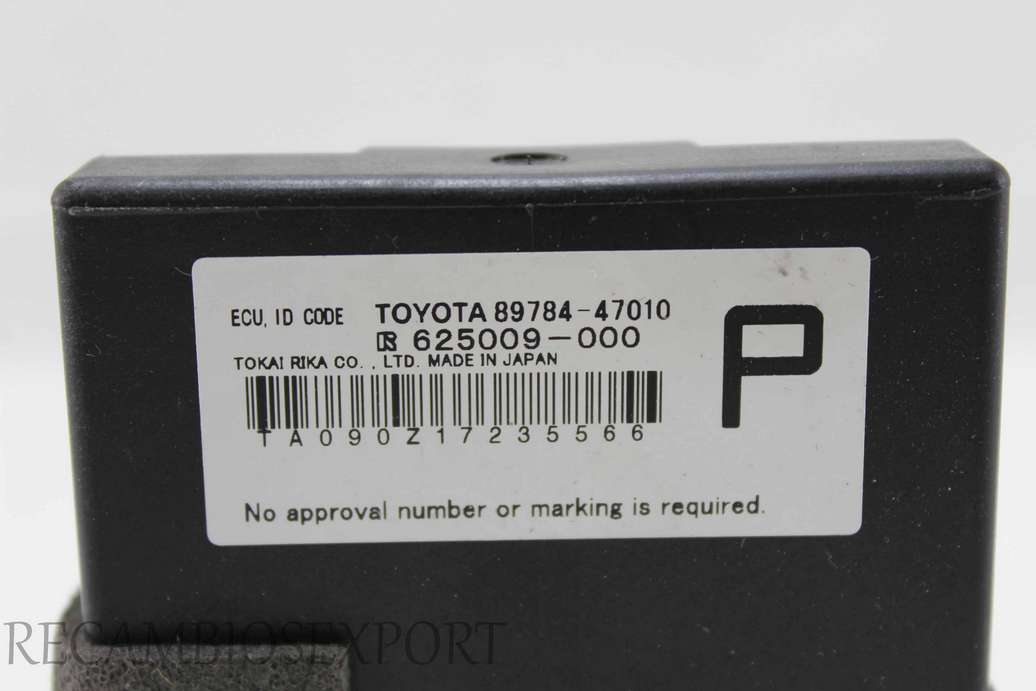 ECU, ID CODE TOYOTA 89784-47010
R 625009-000
TOKAI RIKA CO., LTD. MADE IN JAPAN
TA090Z17235566
P
No approval number or marking is required.
RECAMBIOSEXPORT